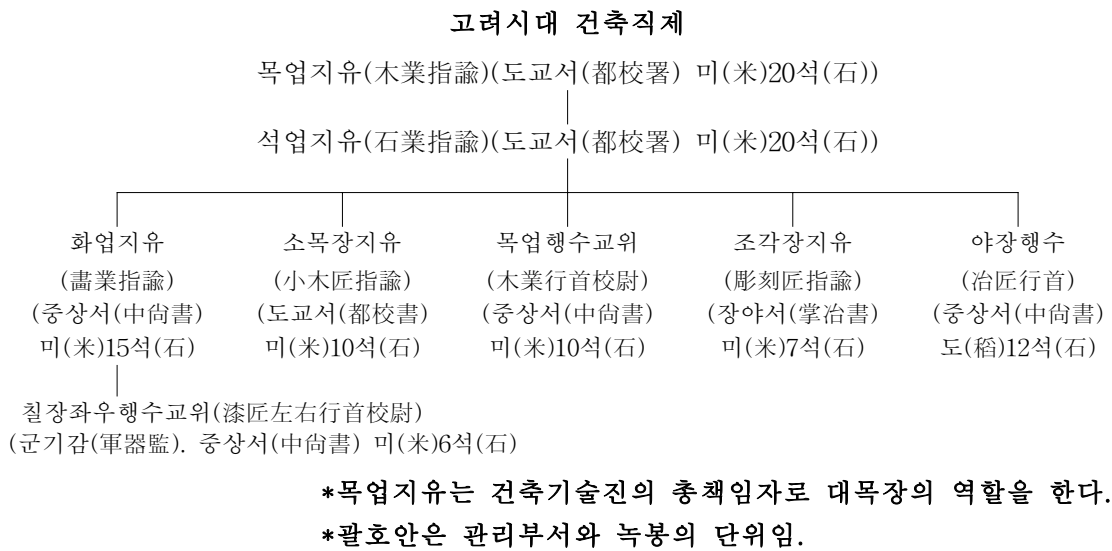 고려시대 건축직제
목업지유(木業指諭)(도교서(都校署) 미(米)20석(石))
석업지유(石業指諭)(도교서(都校署) 미(米)20석(石))
화업지유
(畵業指諭)
(중상서(中尙書)
미(米)15석(石)
소목장지유
(小木匠指諭)
(도교서(都校書)
미(米)10석(石)
목업행수교위
(木業行首校尉)
(중상서(中尙書)
미(米)10석(石)
조각장지유
(彫刻匠指諭)
(장야서(掌冶書)
미(米)7석(石)
야장행수
(冶匠行首)
(중상서(中尙書)
도(稻)12석(石)
칠장좌우행수교위(漆匠左右行首校尉)
(군기감(軍器監). 중상서(中尙書) 미(米)6석(石)
*목업지유는 건축기술진의 총책임자로 대목장의 역할을 한다.
*괄호안은 관리부서와 녹봉의 단위임.